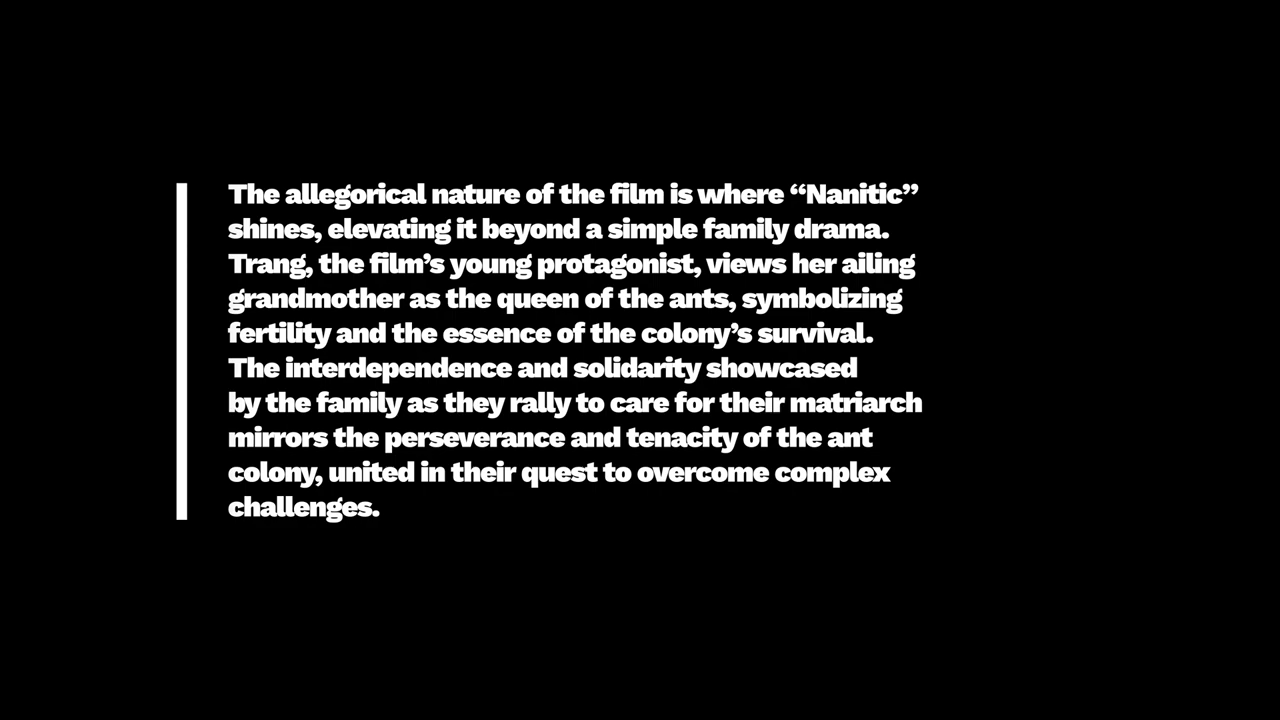 The allegorical nature of the film is where “Nanitic”
shines, elevating it beyond a simple family drama.
Trang, the film’s young protagonist, views her ailing
grandmother as the queen of the ants, symbolizing
fertility and the essence of the colony’s survival.
The interdependence and solidarity showcased
by the family as they rally to care for their matriarch
mirrors the perseverance and tenacity of the ant
colony, united in their quest to overcome complex
challenges.